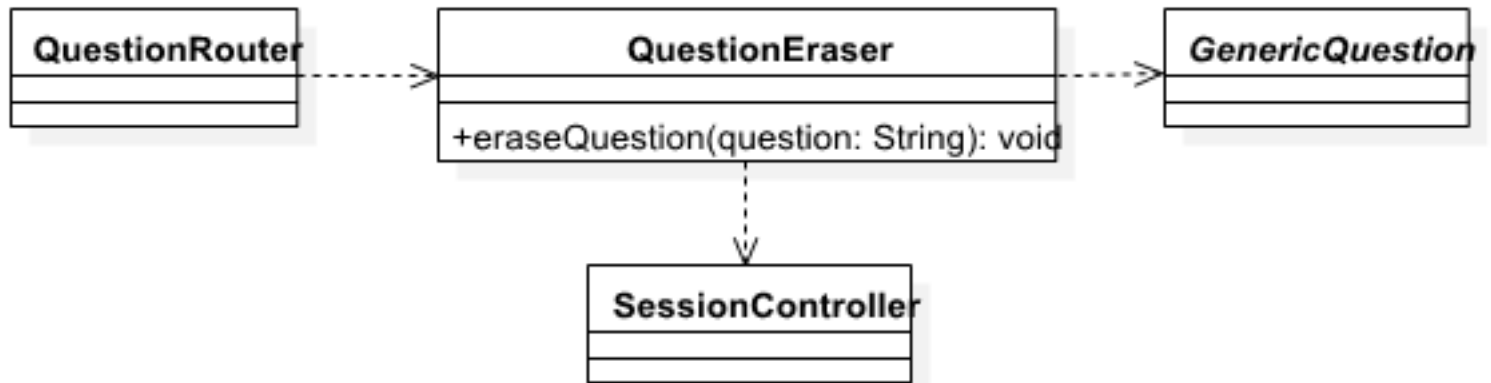 QuestionRouter
QuestionEraser
GenericQuestion
+eraseQuestion(question: String): void
SessionController